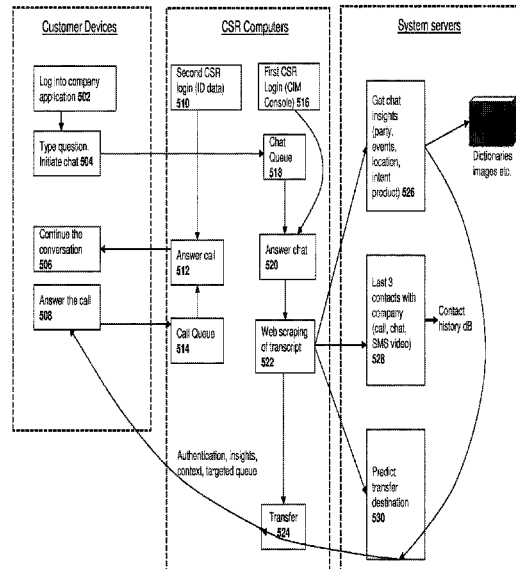 Customer Devices
CSR Computers
System servers
Log into company
application 502
Type question.
Initiate chat 504
Continue the
conversation
506
Answer the call
508
Second CSR
login (ID data)
510
First CSR
Login (CIM
Console) 516
Chat
Queue
518
Answer call
512
Answer chat
520
Call Queue
514
Web scraping
of transcript
522
Authentication, insights,
context, targeted queue
Transfer
524
Get chat
insights
(party,
events,
location,
intent
product) 526
Dictionaries
images etc.
Last 3
contacts with
company
(call, chat,
SMS video)
528
Contact
history dB
Predict
transfer
destination
530